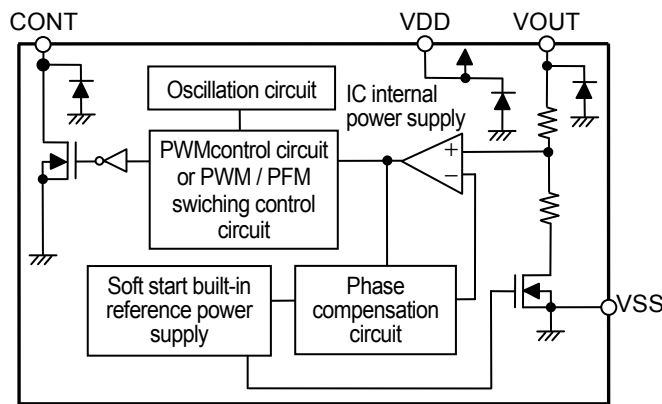 CONT
VDD
VOUT
Oscillation circuit
IC internal
power supply
PWMcontrol circuit
or PWM / PFM
swiching control
circuit
+
−
Soft start built-in
reference power
supply
Phase
compensation
circuit
VSS